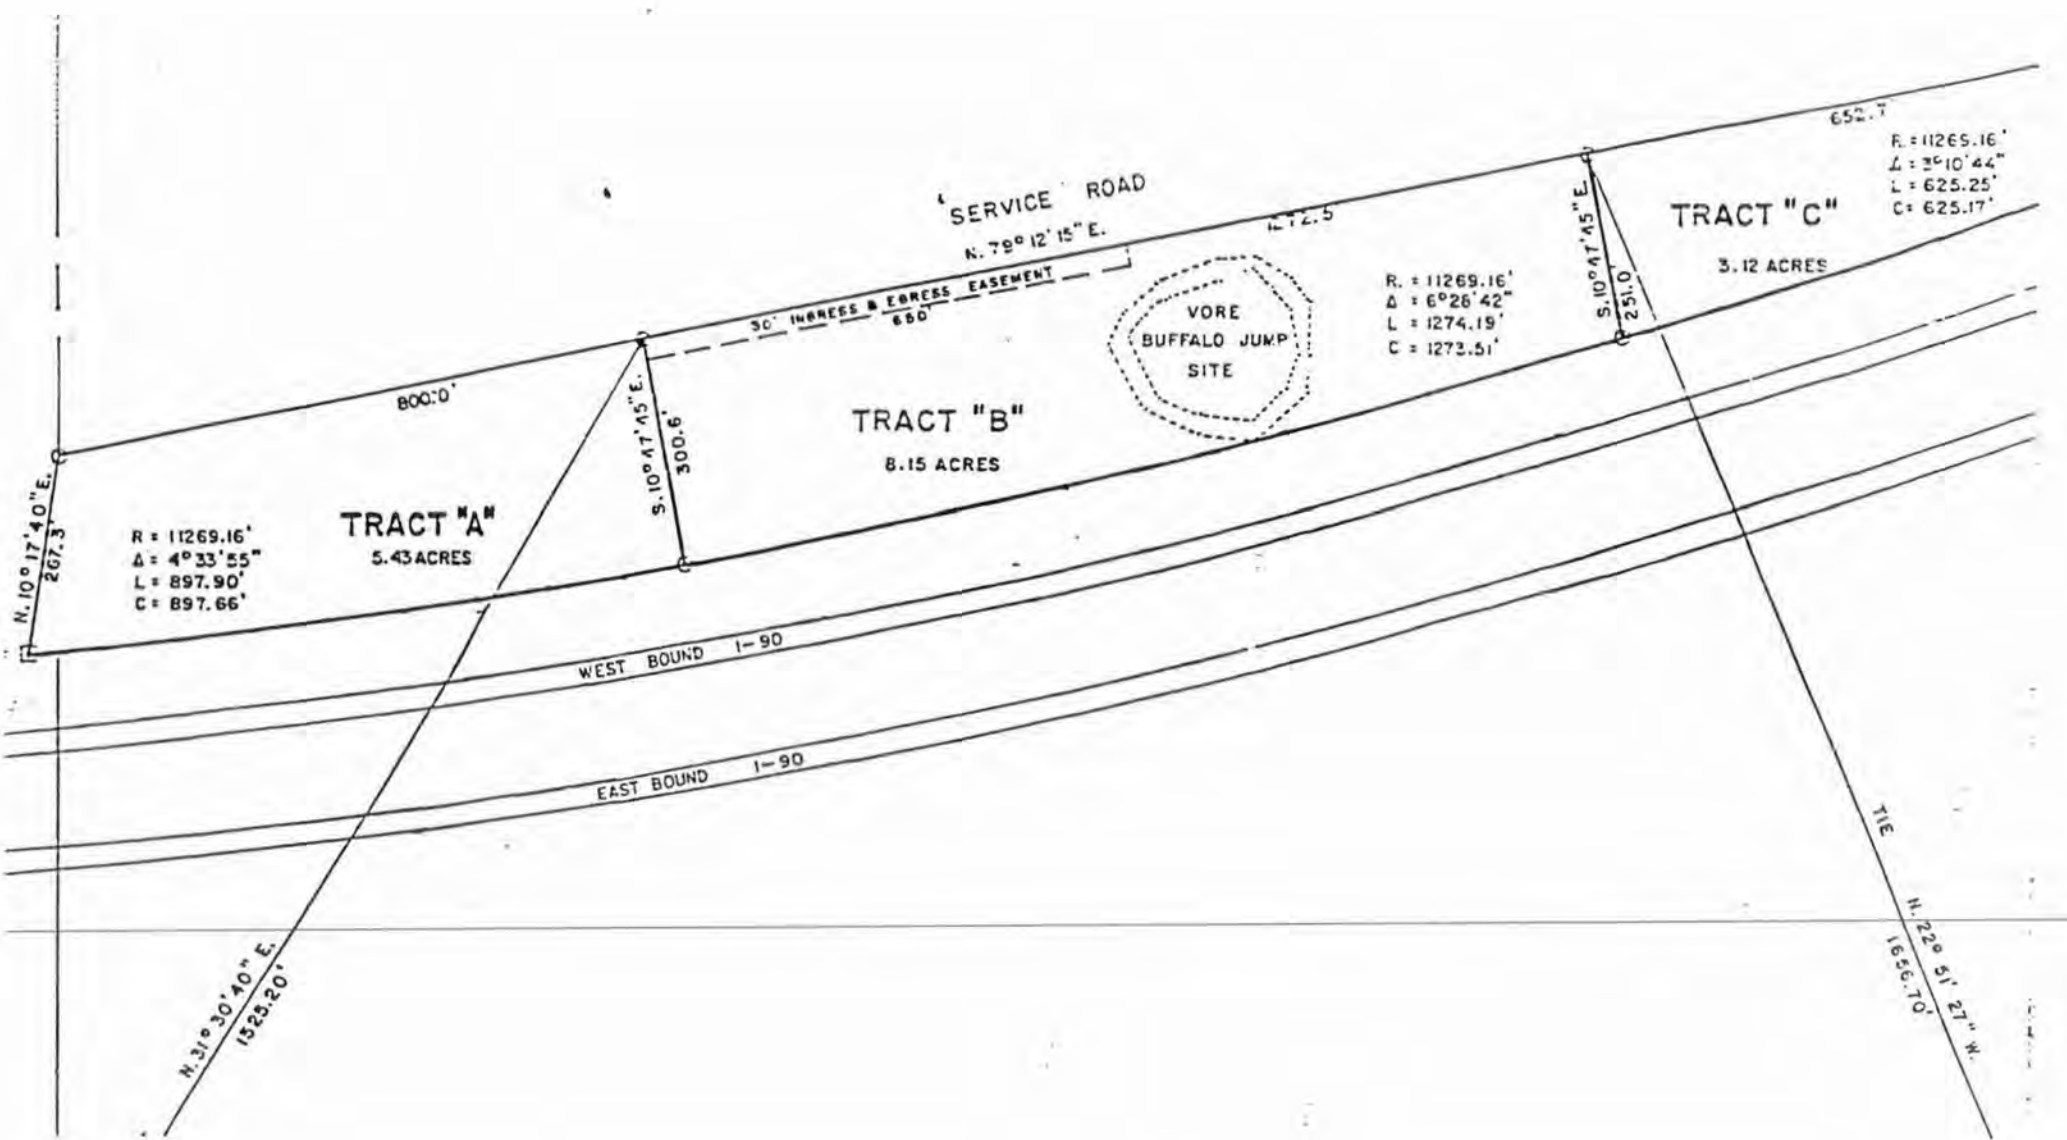 SERVICE ROAD
N. 79° 12' 15" E.
30' INGRESS & EGRESS EASEMENT
650'
800.0'
N. 10° 17' 40" E.
267.3'
R = 11269.16'
Δ = 4° 33' 55"
L = 897.90'
C = 897.66'
TRACT "A"
5.43 ACRES
S. 10° 47' 45" E.
300.6'
TRACT "B"
8.15 ACRES
VORE
BUFFALO JUMP
SITE
R. = 11269.16'
Δ = 6° 28' 42"
L = 1274.19'
C = 1273.51'
S. 10° 47' 45" E.
251.0'
TRACT "C"
3.12 ACRES
Δ = 3° 10' 44"
L = 625.25'
C = 625.17'
WEST BOUND I-90
EAST BOUND I-90
N. 31° 30' 40" E.
1525.20'
TIE
N. 22° 51' 27" W.
1656.70'